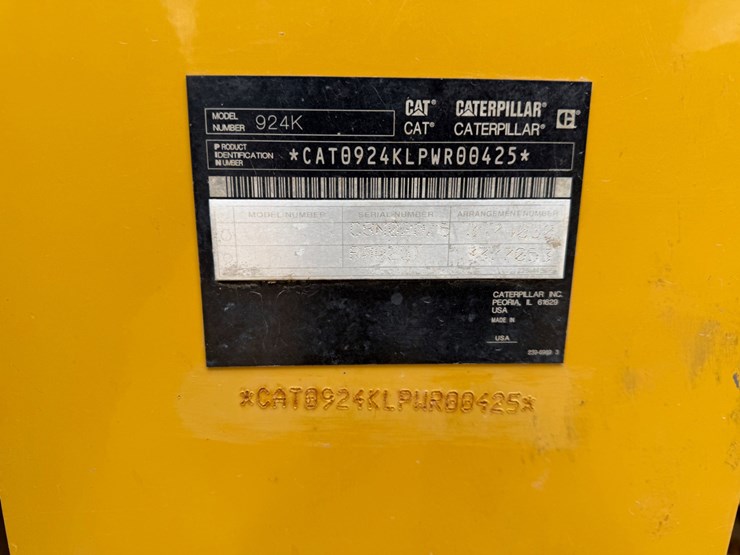 MODEL NUMBER 924K
CAT® CATERPILLAR®
CAT® CATERPILLAR®
PRODUCT IDENTIFICATION NUMBER *CAT0924KLPWR00425*
MODEL NUMBER SERIAL NUMBER ARRANGEMENT NUMBER
CATERPILLAR INC.
PEORIA, IL 61629
USA
MADE IN
USA
*CAT0924KLPWR00425*